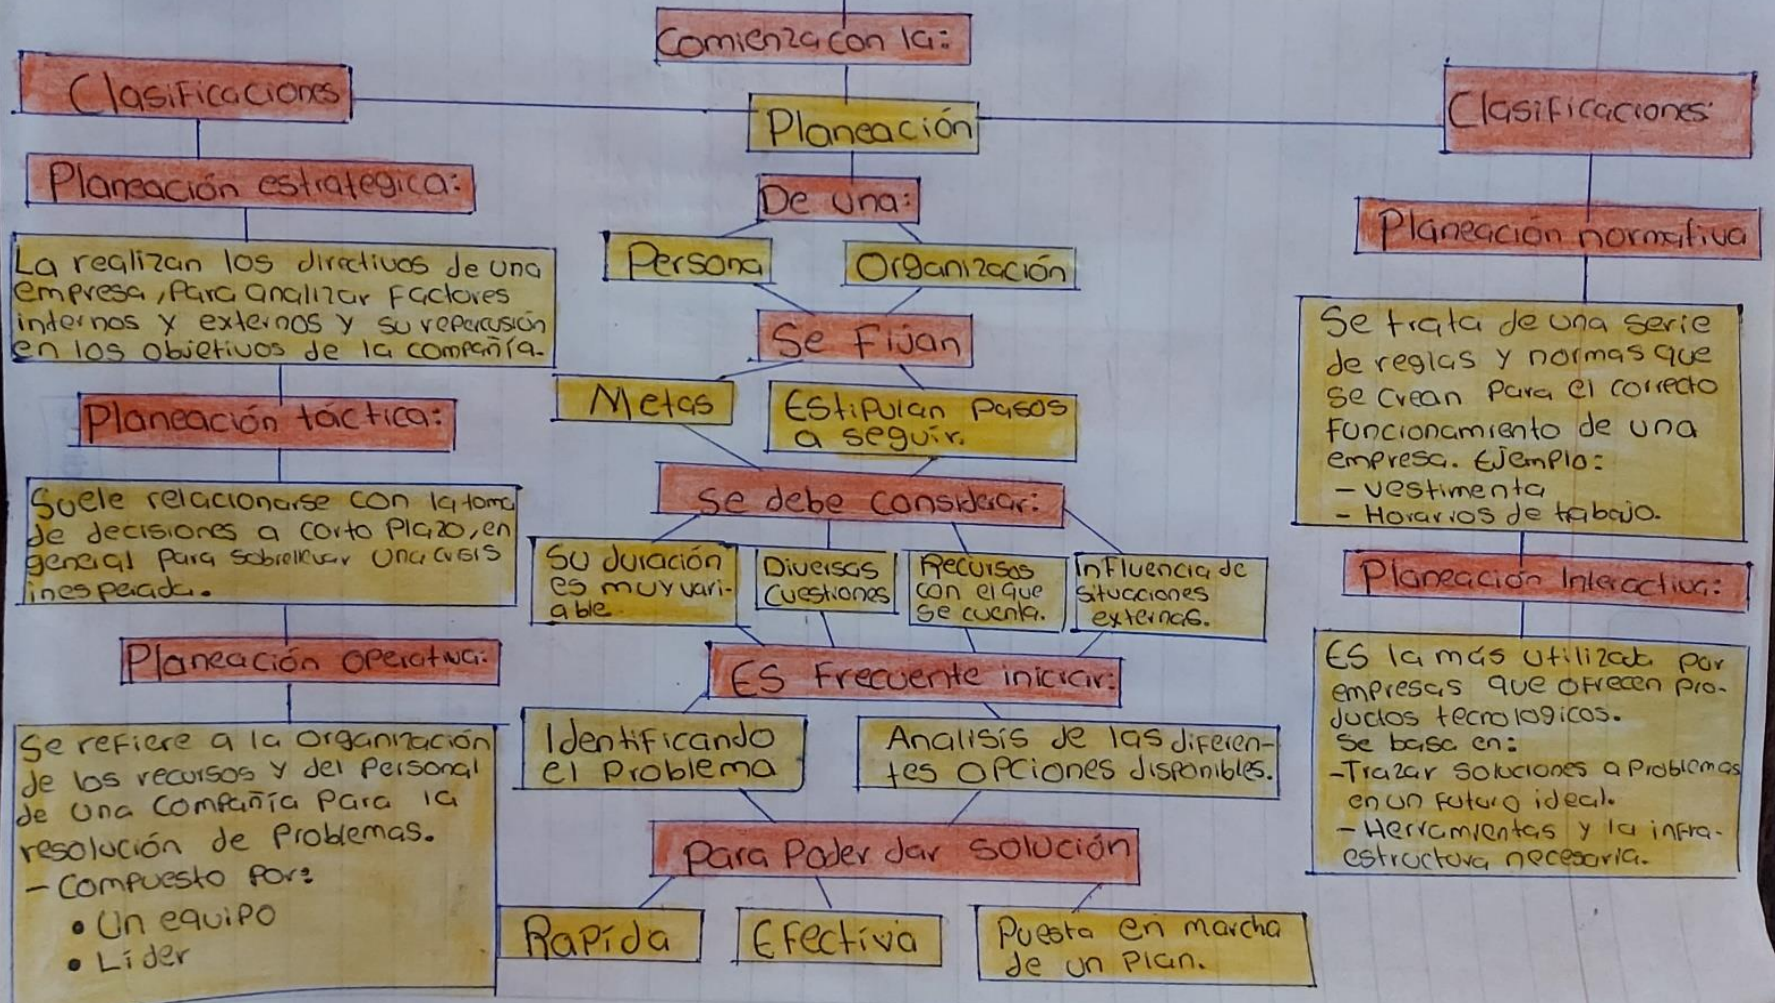 Comienza con la:
Planeación
Clasificaciones
Planeación estrategica:
La realizan los directivos de una
empresa, para analizar factores
internos y externos y su repercusión
en los objetivos de la compañía.
Planeación táctica:
Suele relacionarse con la toma
de decisiones a corto plazo, en
general para sobrellevar una crisis
inesperada.
Planeación operativa:
Se refiere a la organización
de los recursos y del personal
de una compañía para la
resolución de problemas.
- Compuesto por:
• Un equipo
• Líder
De una:
Persona
Organización
Se Fijan
Metas
Estipulan pasos
a seguir.
Se debe considerar:
Su duración
es muy vari-
able.
Diversas
cuestiones
Recursos
con el que
se cuenta.
Influencia de
situaciones
externas.
Es Frecuente iniciar:
Identificando
el problema
Analisis de las diferen-
tes opciones disponibles.
Para Poder dar solución
Rapída
Efectiva
Puesta en marcha
de un plan.
Clasificaciones:
Planeación normativa
Se trata de una serie
de reglas y normas que
se crean para el correcto
funcionamiento de una
empresa. Ejemplo:
- Vestimenta
- Horarios de trabajo.
Planeación Interactiva:
Es la más utilizada por
empresas que ofrecen pro-
ductos tecnologicos.
Se basa en:
- Trazar soluciones a problemas
en un futuro ideal.
- Herramientas y la infra-
estructura necesaria.